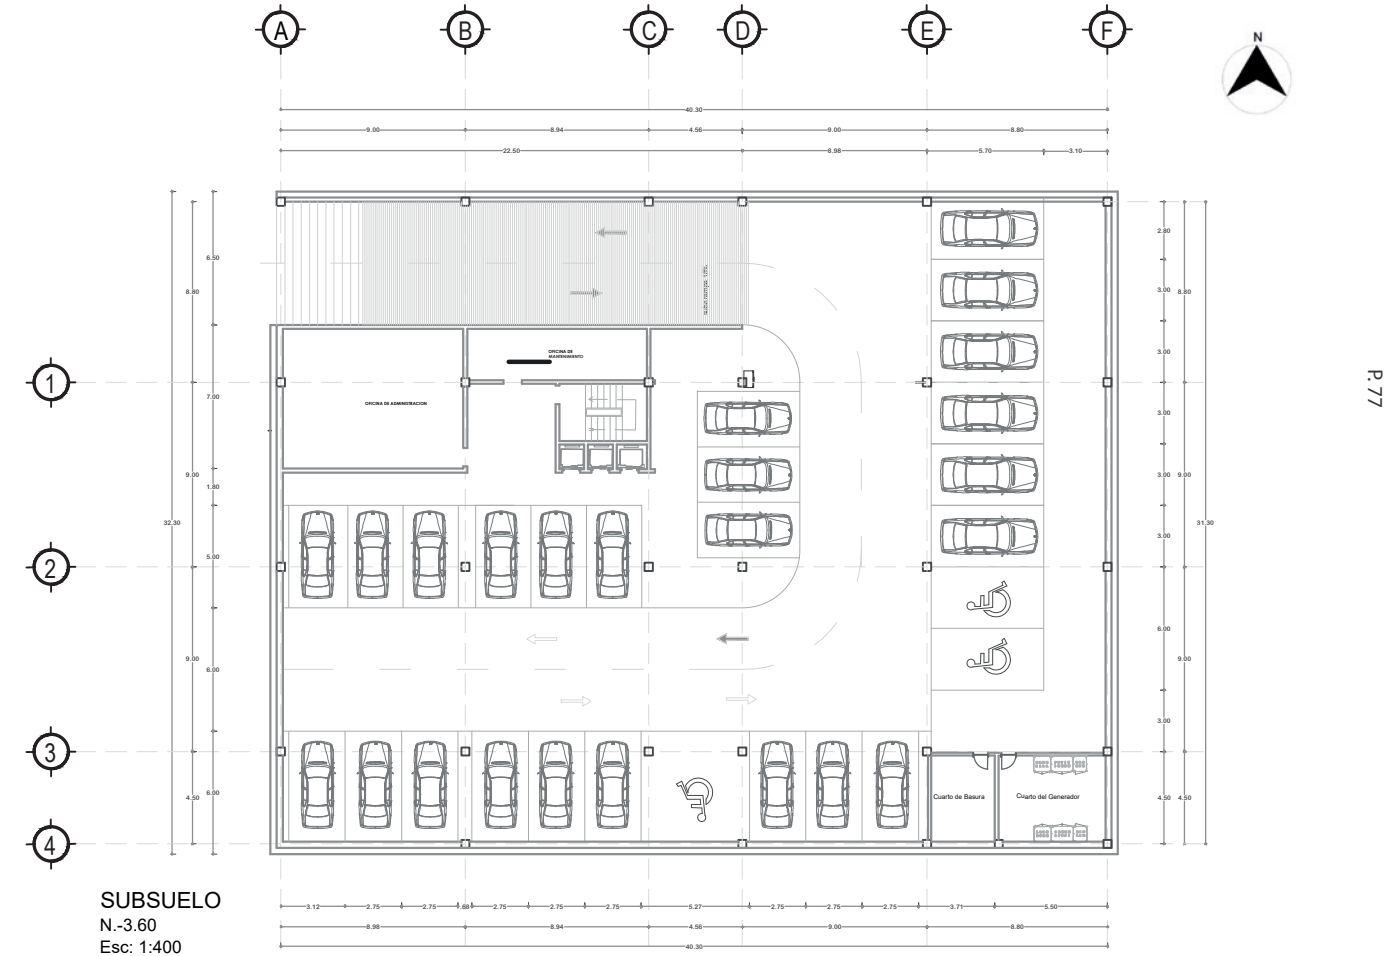 A B C D E F
N
40.30
9.00 8.94 4.56 9.00 8.80
22.50 8.98 5.70 3.10
P. 77
6.50
8.80
2.80
3.00
8.80
OFICINA DE
MANTENIMIENTO
3.00
1
7.00
OFICINA DE ADMINISTRACION
3.00
9.00
1.80
3.00
9.00
32.30
31.30
3.00
5.00
2
9.00
6.00
6.00
9.00
3.00
3
4.50
6.00
Cuarto de Basura
Cuarto del Generador
4.50
4.50
4
SUBSUELO
N.-3.60
Esc: 1:400
3.12 2.75 2.75 .68 2.75 2.75 2.75 5.27 2.75 2.75 2.75 3.71 5.50
8.98 8.94 4.56 9.00 8.80
40.30